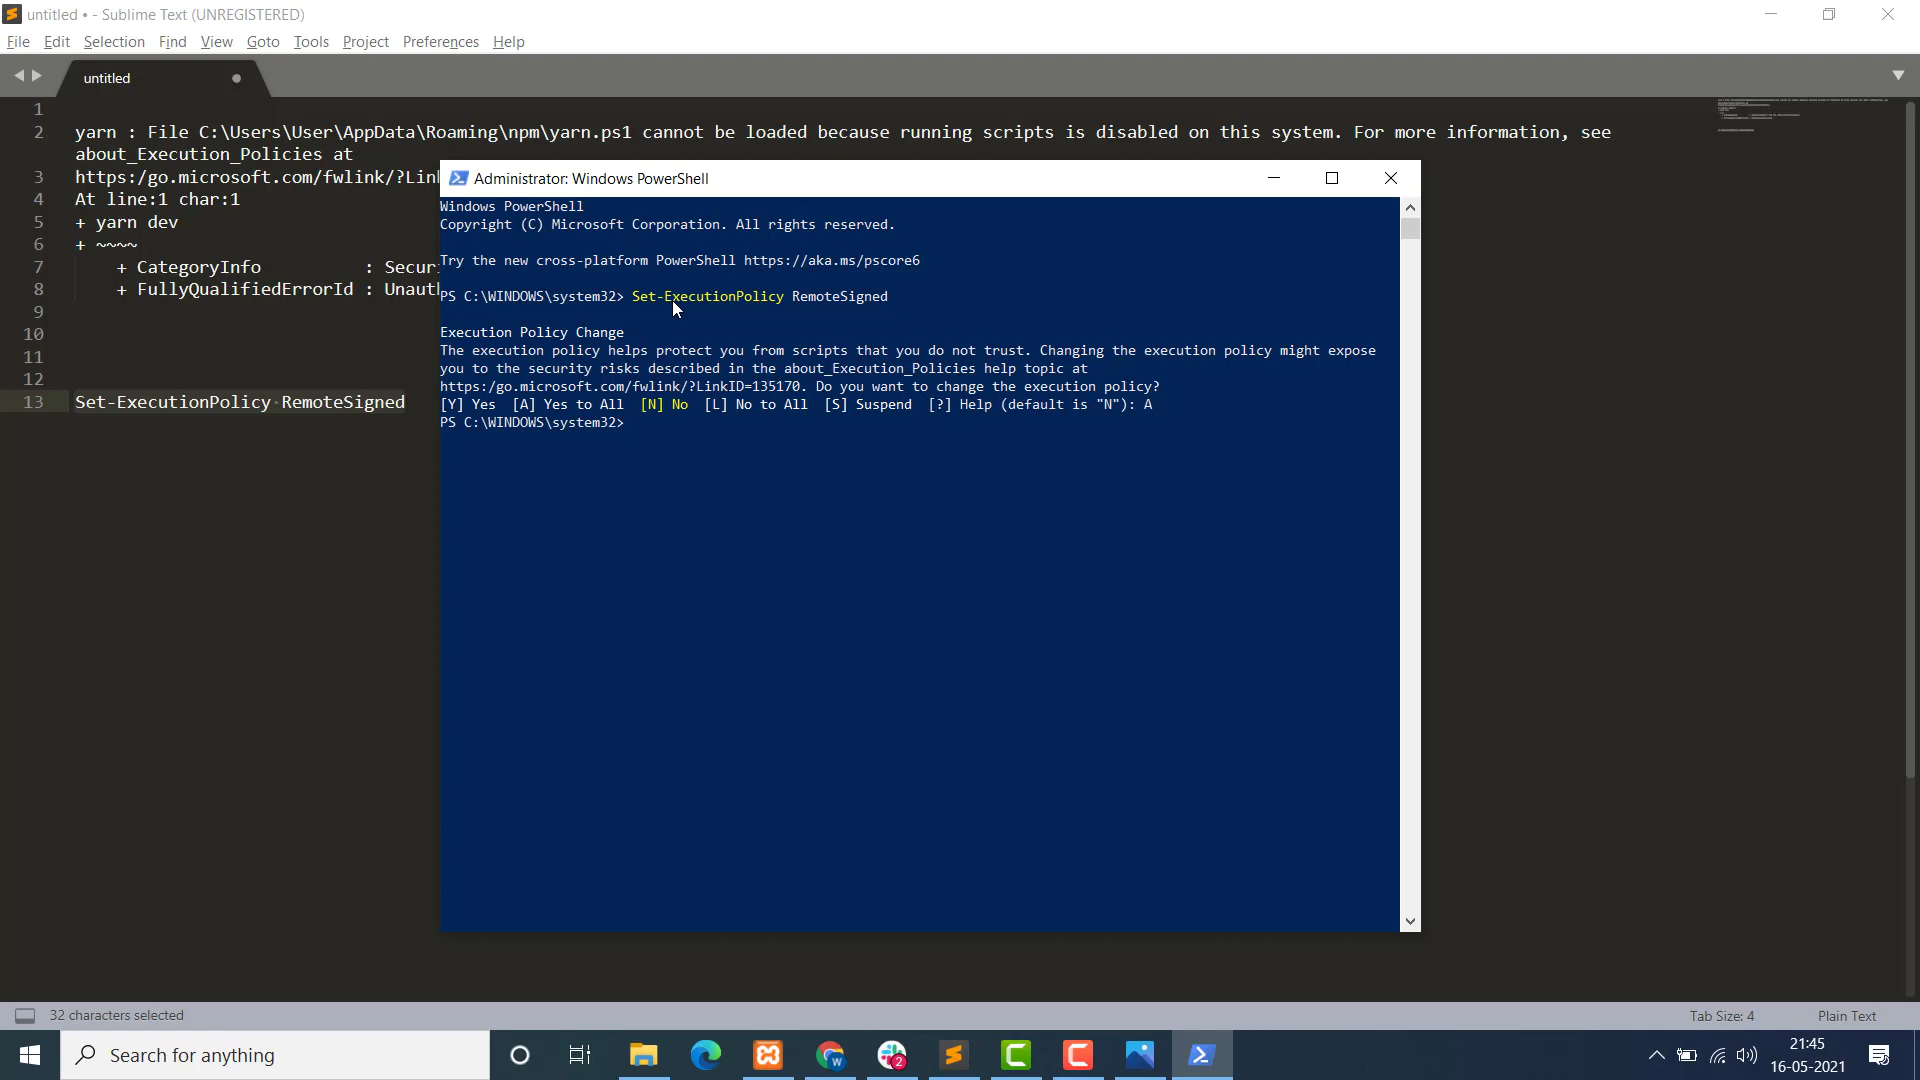 untitled • - Sublime Text (UNREGISTERED)
File Edit Selection Find View Goto Tools Project Preferences Help
untitled
1
2 yarn : File C:\Users\User\AppData\Roaming\npm\yarn.ps1 cannot be loaded because running scripts is disabled on this system. For more information, see
about_Execution_Policies at
3 https:/go.microsoft.com/fwlink/?Lin
4 At line:1 char:1
5 + yarn dev
6 + ~~~~
7 + CategoryInfo : Securi
8 + FullyQualifiedErrorId : Unauth
9
10
11
12
13 Set-ExecutionPolicy RemoteSigned
Administrator: Windows PowerShell
Windows PowerShell
Copyright (C) Microsoft Corporation. All rights reserved.
Try the new cross-platform PowerShell https://aka.ms/pscore6
PS C:\WINDOWS\system32> Set-ExecutionPolicy RemoteSigned
Execution Policy Change
The execution policy helps protect you from scripts that you do not trust. Changing the execution policy might expose
you to the security risks described in the about_Execution_Policies help topic at
https:/go.microsoft.com/fwlink/?LinkID=135170. Do you want to change the execution policy?
[Y] Yes [A] Yes to All [N] No [L] No to All [S] Suspend [?] Help (default is "N"): A
PS C:\WINDOWS\system32>
32 characters selected
Tab Size: 4 Plain Text
Search for anything
W
2
21:45
16-05-2021